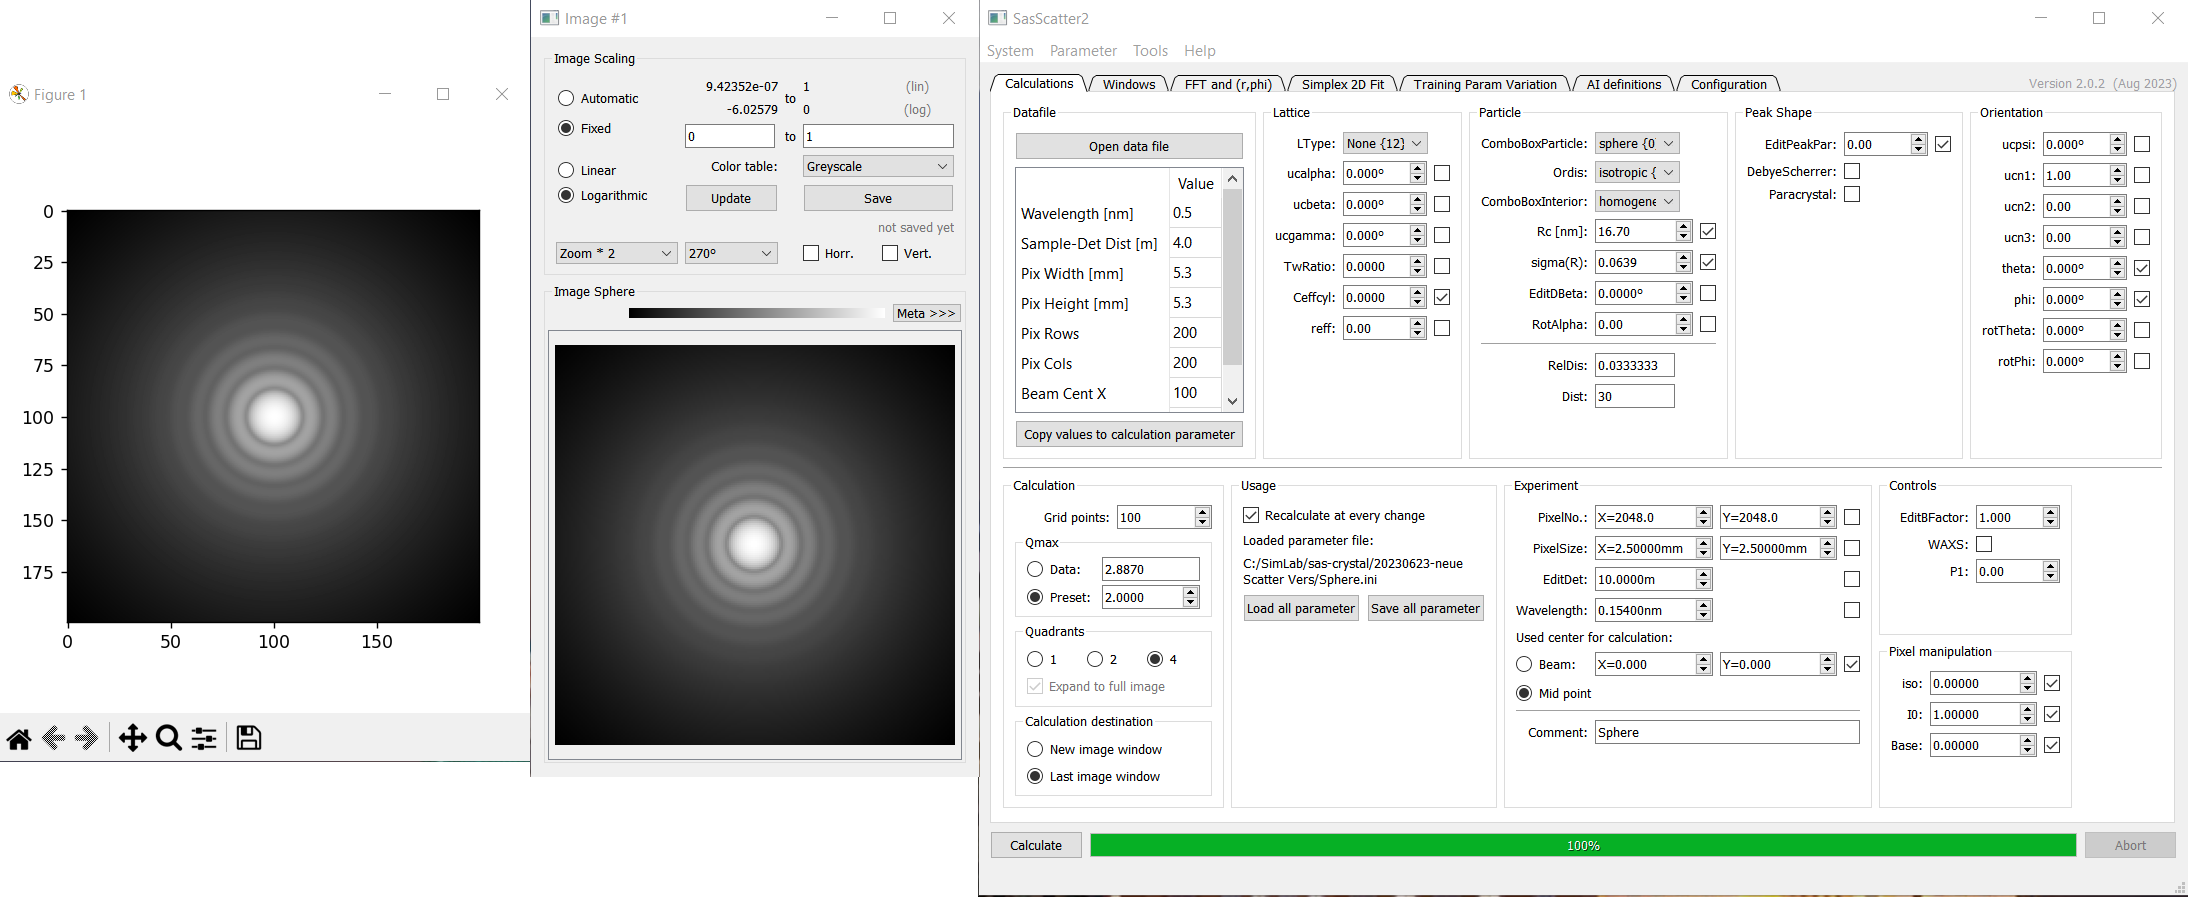 Figure 1
0
25
50
75
100
125
150
175
0
50
100
150
Image #1
Image Scaling
Automatic
9.42352e-07 to 1 (lin)
-6.02579 0 (log)
Fixed
0 to 1
Linear
Color table: Greyscale
Logarithmic
Update
Save
not saved yet
Zoom * 2
270°
Horr.
Vert.
Image Sphere
Meta >>>
SasScatter2
System Parameter Tools Help
Calculations Windows FFT and (r,phi) Simplex 2D Fit Training Param Variation AI definitions Configuration
Version 2.0.2 (Aug 2023)
Datafile
Open data file
Value
Wavelength [nm] 0.5
Sample-Det Dist [m] 4.0
Pix Width [mm] 5.3
Pix Height [mm] 5.3
Pix Rows 200
Pix Cols 200
Beam Cent X 100
Copy values to calculation parameter
Lattice
LType: None {12}
ucalpha: 0.000°
ucbeta: 0.000°
ucgamma: 0.000°
TwRatio: 0.0000
Ceffcyl: 0.0000
reff: 0.00
Particle
ComboBoxParticle: sphere {0
Ordis: isotropic {
ComboBoxInterior: homogene
Rc [nm]: 16.70
sigma(R): 0.0639
EditDBeta: 0.0000°
RotAlpha: 0.00
RelDis: 0.0333333
Dist: 30
Peak Shape
EditPeakPar: 0.00
DebyeScherrer:
Paracrystal:
Orientation
ucpsi: 0.000°
ucn1: 1.00
ucn2: 0.00
ucn3: 0.00
theta: 0.000°
phi: 0.000°
rotTheta: 0.000°
rotPhi: 0.000°
Calculation
Grid points: 100
Qmax
Data: 2.8870
Preset: 2.0000
Quadrants
1 2 4
Expand to full image
Calculation destination
New image window
Last image window
Usage
Recalculate at every change
Loaded parameter file:
C:/SimLab/sas-crystal/20230623-neue
Scatter Vers/Sphere.ini
Load all parameter
Save all parameter
Experiment
PixelNo.: X=2048.0 Y=2048.0
PixelSize: X=2.50000mm Y=2.50000mm
EditDet: 10.0000m
Wavelength: 0.15400nm
Used center for calculation:
Beam: X=0.000 Y=0.000
Mid point
Comment: Sphere
Controls
EditBFactor: 1.000
WAXS:
P1: 0.00
Pixel manipulation
iso: 0.00000
I0: 1.00000
Base: 0.00000
Calculate
100%
Abort